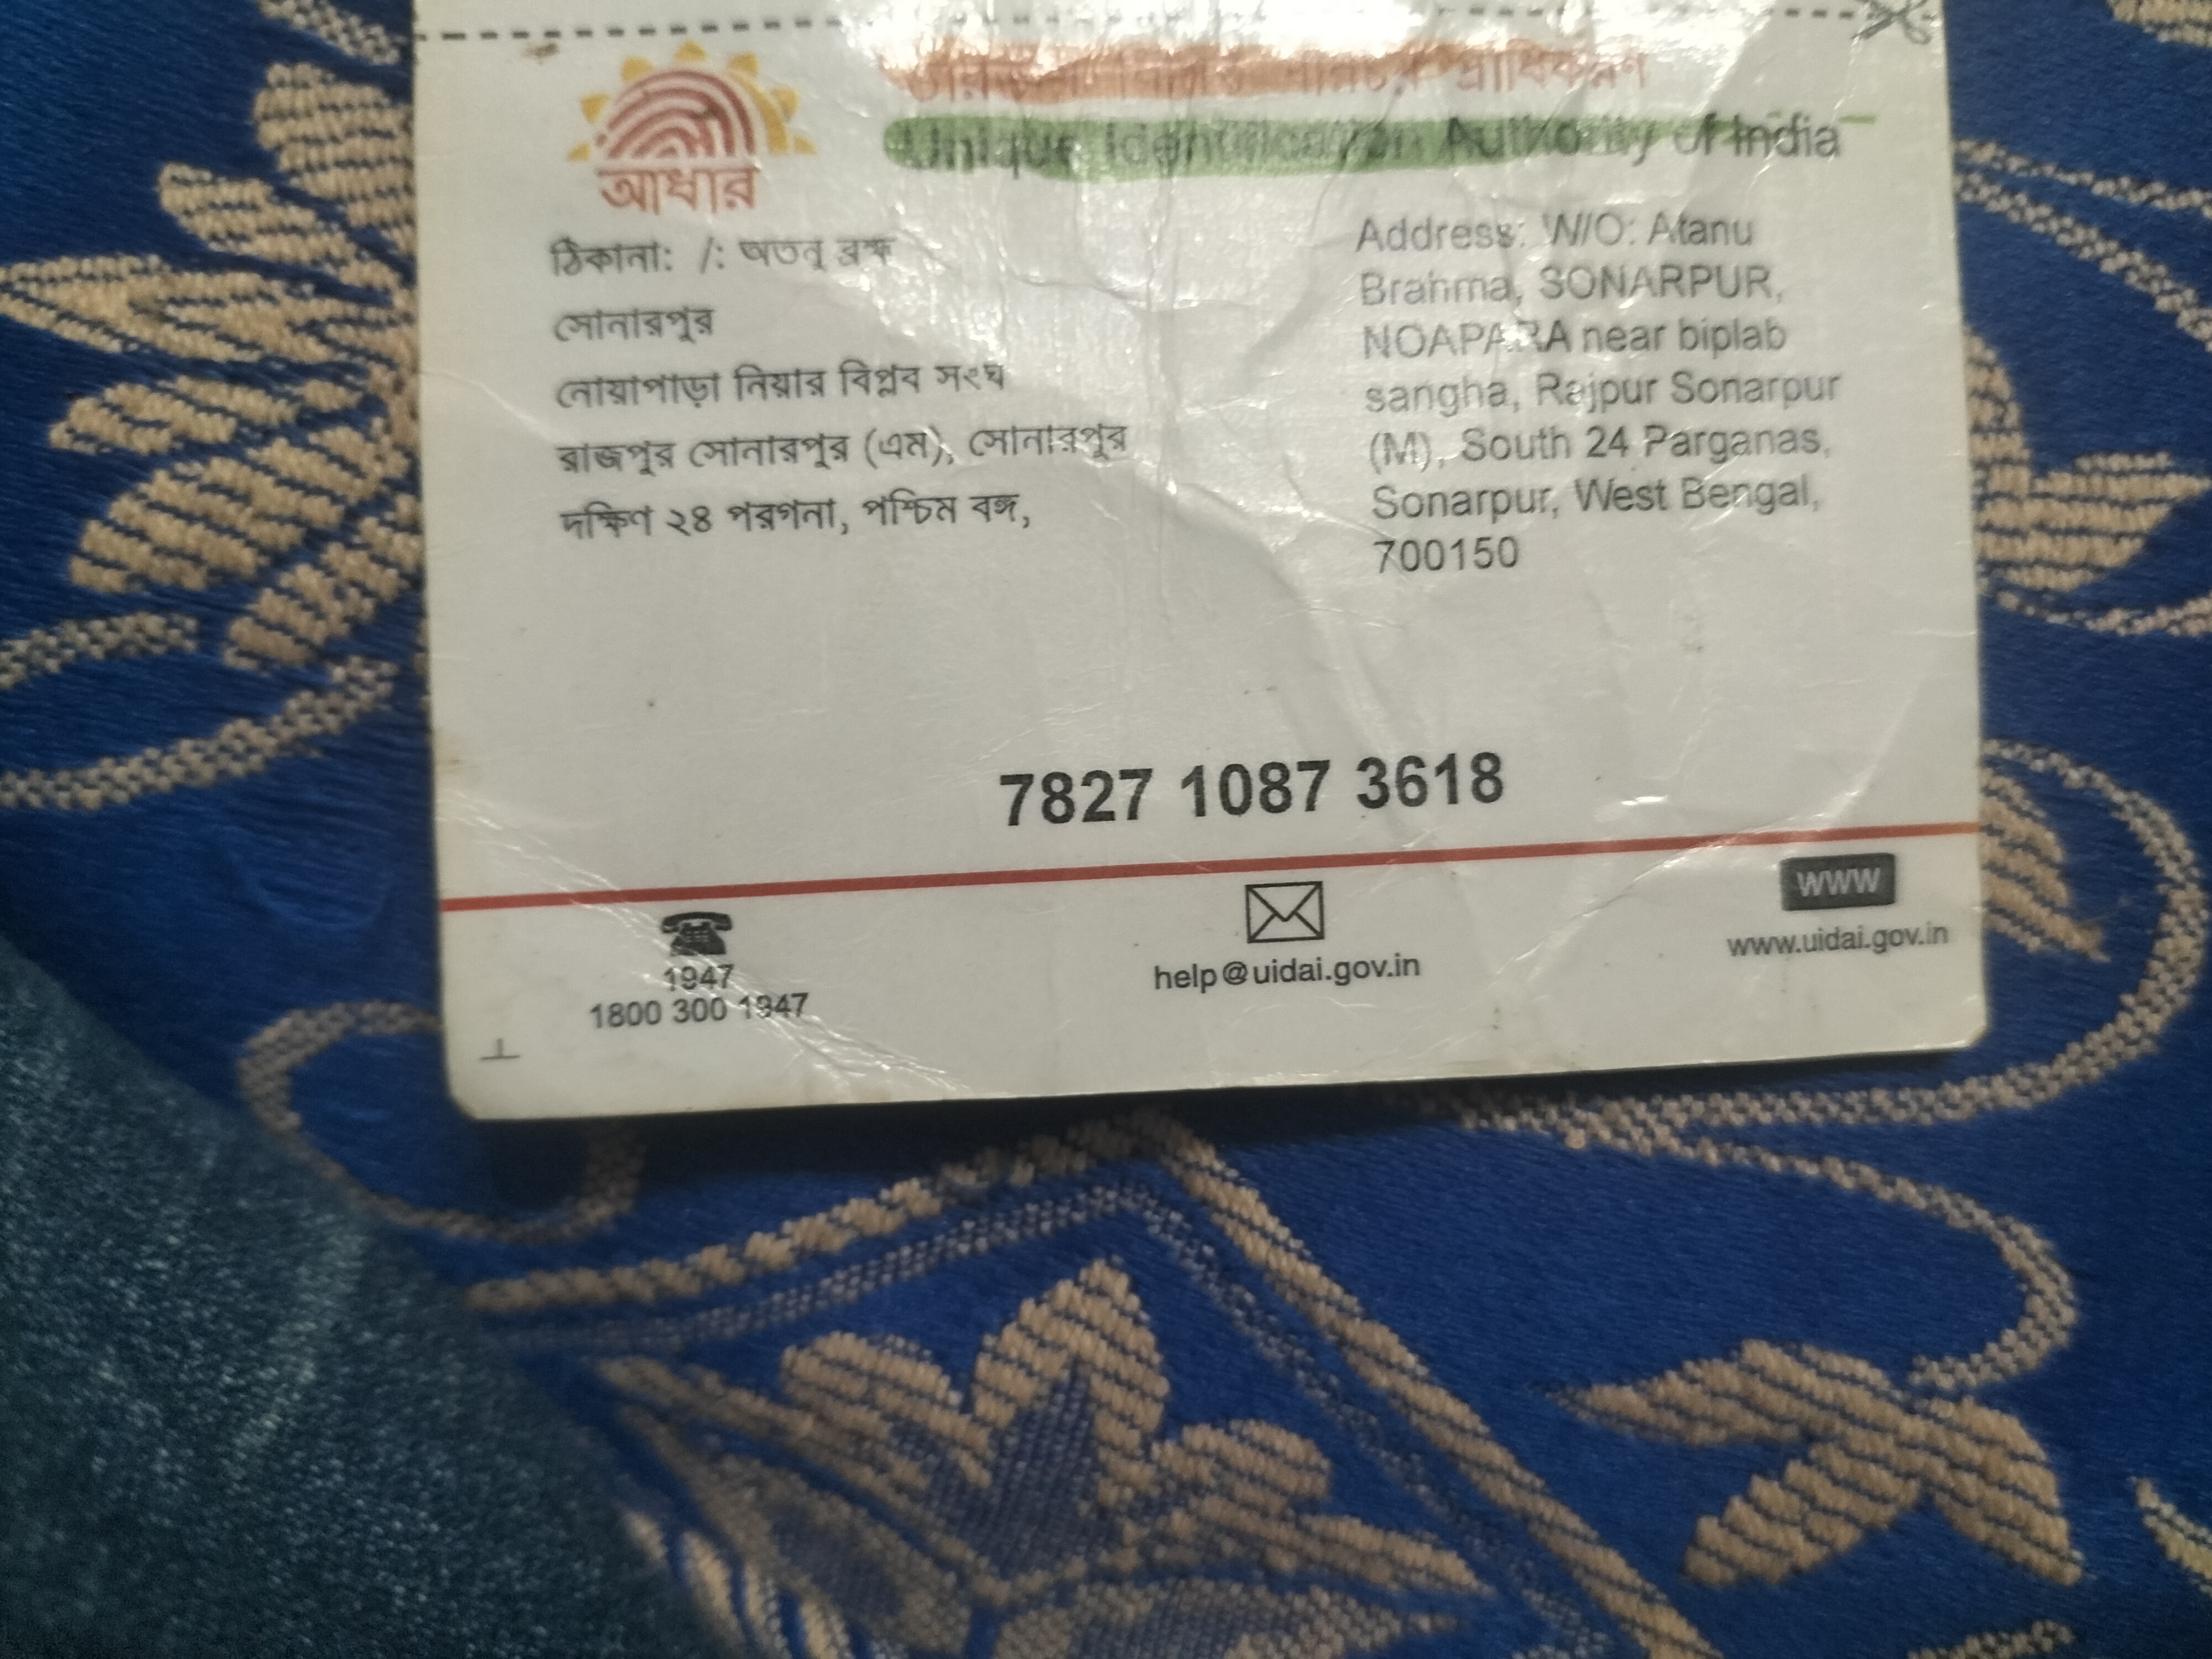 আধার
প্রাধিকরণ
Unique Identification Authority of India
ঠিকানা: /: অতনু ব্রহ্ম
সোনারপুর
নোয়াপাড়া নিয়ার বিপ্লব সংঘ
রাজপুর সোনারপুর (এম), সোনারপুর
দক্ষিণ ২৪ পরগনা, পশ্চিম বঙ্গ,
Address: W/O: Atanu
Brahma, SONARPUR,
NOAPARA near biplab
sangha, Rajpur Sonarpur
(M), South 24 Parganas,
Sonarpur, West Bengal,
700150
7827 1087 3618
1947
1800 300 1947
help@uidai.gov.in
WWW
www.uidai.gov.in